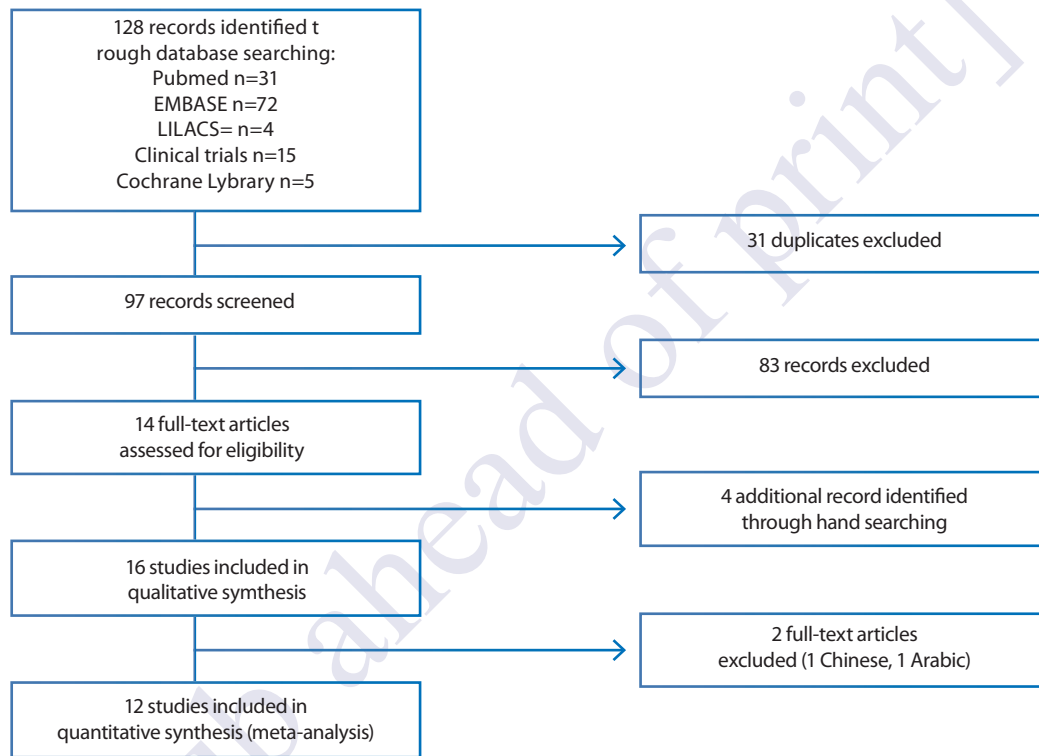 128 records identified t
rough database searching:
Pubmed n=31
EMBASE n=72
LILACS= n=4
Clinical trials n=15
Cochrane Lybrary n=5
31 duplicates excluded
97 records screened
83 records excluded
14 full-text articles
assessed for eligibility
4 additional record identified
through hand searching
16 studies included in
qualitative symthesis
2 full-text articles
excluded (1 Chinese, 1 Arabic)
12 studies included in
quantitative synthesis (meta-analysis)
ahead of print]